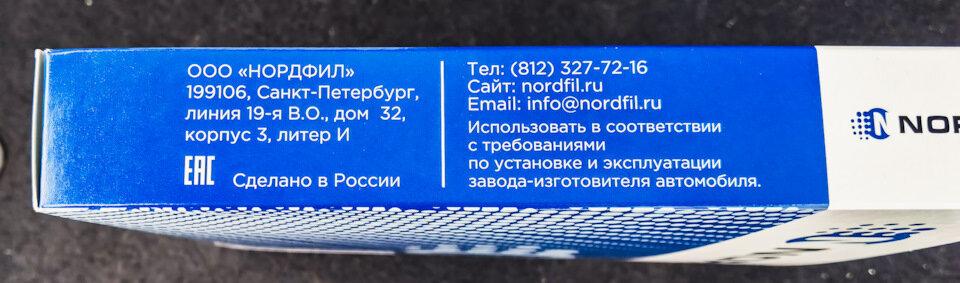 ООО «НОРДФИЛ»
199106, Санкт-Петербург,
линия 19-я В.О., дом 32,
корпус 3, литер И
EAC
Сделано в России
Тел: (812) 327-72-16
Сайт: nordfil.ru
Email: info@nordfil.ru
Использовать в соответствии
с требованиями
по установке и эксплуатации
завода-изготовителя автомобиля.
N NOR